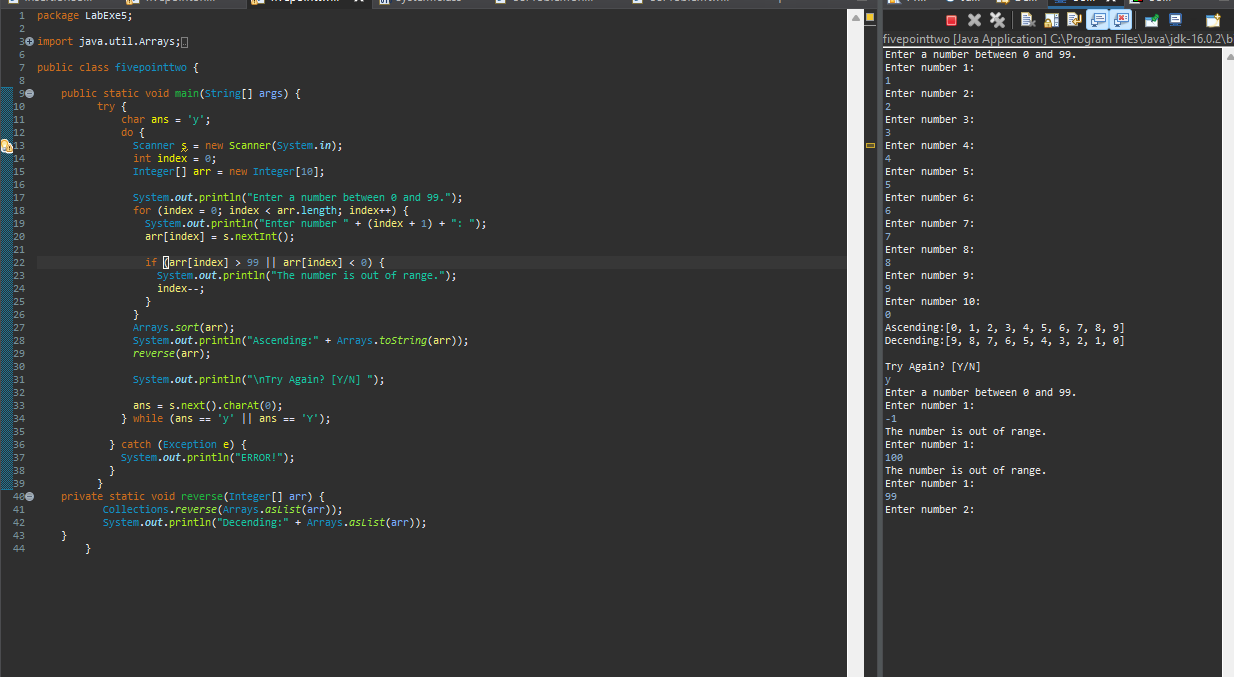 1 package LabExe5;
2
3 import java.util.Arrays;
6
7 public class fivepointtwo {
8
9 public static void main(String[] args) {
10 try {
11 char ans = 'y';
12 do {
13 Scanner s = new Scanner(System.in);
14 int index = 0;
15 Integer[] arr = new Integer[10];
16
17 System.out.println("Enter a number between 0 and 99.");
18 for (index = 0; index < arr.length; index++) {
19 System.out.println("Enter number " + (index + 1) + ": ");
20 arr[index] = s.nextInt();
21
22 if (arr[index] > 99 || arr[index] < 0) {
23 System.out.println("The number is out of range.");
24 index--;
25 }
26 }
27 Arrays.sort(arr);
28 System.out.println("Ascending:" + Arrays.toString(arr));
29 reverse(arr);
30
31 System.out.println("\nTry Again? [Y/N] ");
32
33 ans = s.next().charAt(0);
34 } while (ans == 'y' || ans == 'Y');
35
36 } catch (Exception e) {
37 System.out.println("ERROR!");
38 }
39 }
40 private static void reverse(Integer[] arr) {
41 Collections.reverse(Arrays.asList(arr));
42 System.out.println("Decending:" + Arrays.asList(arr));
43 }
44 }
fivepointtwo [Java Application] C:\Program Files\Java\jdk-16.0.2\b
Enter a number between 0 and 99.
Enter number 1:
1
Enter number 2:
2
Enter number 3:
3
Enter number 4:
4
Enter number 5:
5
Enter number 6:
6
Enter number 7:
7
Enter number 8:
8
Enter number 9:
9
Enter number 10:
0
Ascending:[0, 1, 2, 3, 4, 5, 6, 7, 8, 9]
Decending:[9, 8, 7, 6, 5, 4, 3, 2, 1, 0]

Try Again? [Y/N]
y
Enter a number between 0 and 99.
Enter number 1:
-1
The number is out of range.
Enter number 1:
100
The number is out of range.
Enter number 1:
99
Enter number 2: